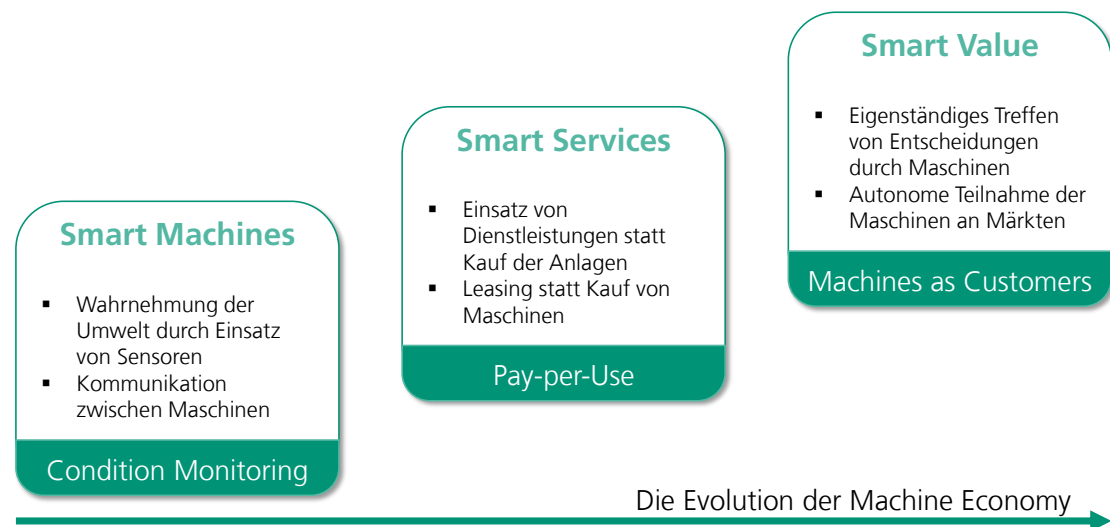 Smart Machines
▪ Wahrnehmung der
Umwelt durch Einsatz
von Sensoren
▪ Kommunikation
zwischen Maschinen
Condition Monitoring
Smart Services
▪ Einsatz von
Dienstleistungen statt
Kauf der Anlagen
▪ Leasing statt Kauf von
Maschinen
Pay-per-Use
Smart Value
▪ Eigenständiges Treffen
von Entscheidungen
durch Maschinen
▪ Autonome Teilnahme der
Maschinen an Märkten
Machines as Customers
Die Evolution der Machine Economy